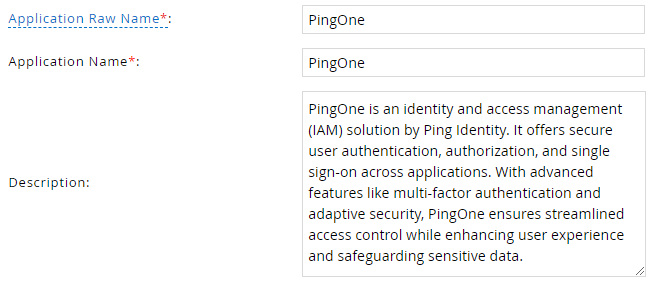 Application Raw Name*: PingOne
Application Name*: PingOne
PingOne is an identity and access management
(IAM) solution by Ping Identity. It offers secure
user authentication, authorization, and single
sign-on across applications. With advanced
Description: features like multi-factor authentication and
adaptive security, PingOne ensures streamlined
access control while enhancing user experience
and safeguarding sensitive data.